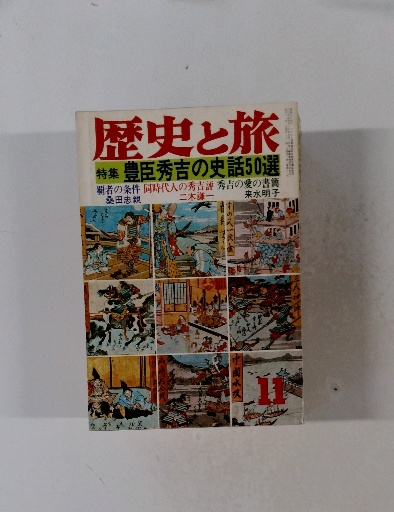 歴史と旅
特集 豊臣秀吉の史話50選
覇者の条件 同時代人の秀吉評 秀吉の愛の書簡
桑田忠親 二木謙一 来水明子
11